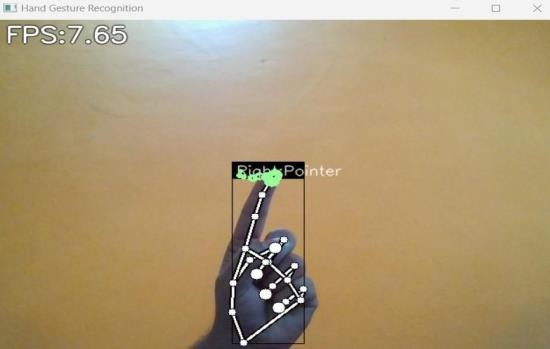 Hand Gesture Recognition
FPS:7.65
Right:Pointer